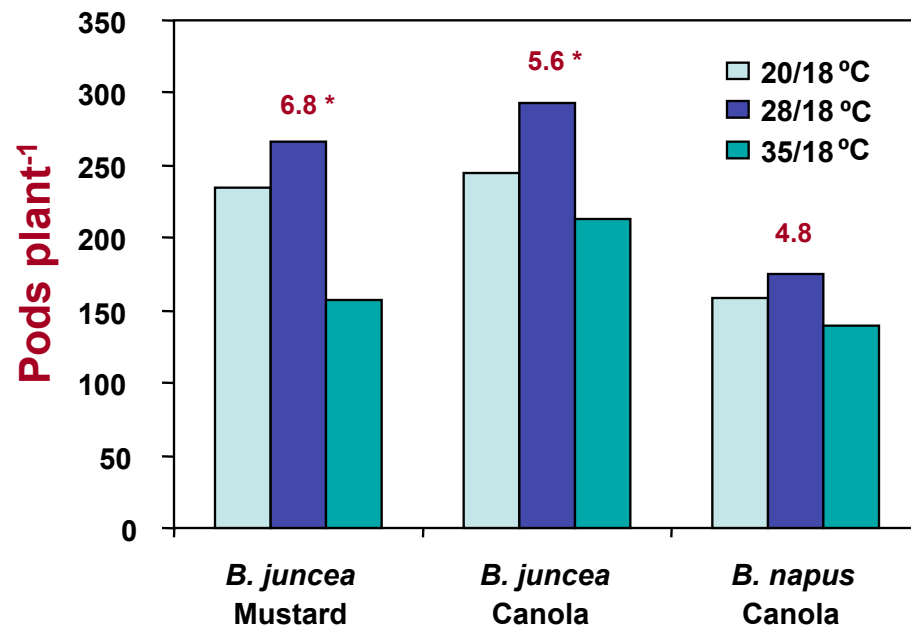 Pods plant-1
350
300
250
200
150
100
50
0
6.8 *
5.6 *
4.8
20/18 ºC
28/18 ºC
35/18 ºC
B. juncea
Mustard
B. juncea
Canola
B. napus
Canola